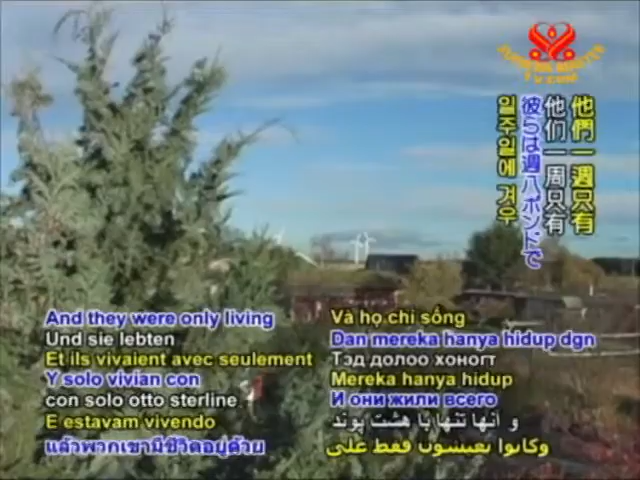 SUPREME MASTER
TELEVISION
他們一週只有
他们一周只有
彼らは週八ポンドで
일주일에 겨우
And they were only living
Und sie lebten
Et ils vivaient avec seulement
Y solo vivian con
con solo otto sterline
E estavam vivendo
แล้วพวกเขามีชีวิตอยู่ด้วย
Và họ chỉ sống
Dan mereka hanya hidup dgn
Тэд долоо хоногт
Mereka hanya hidup
И они жили всего
و آنها تنها با هشت پوند
وكانوا يعيشون فقط على